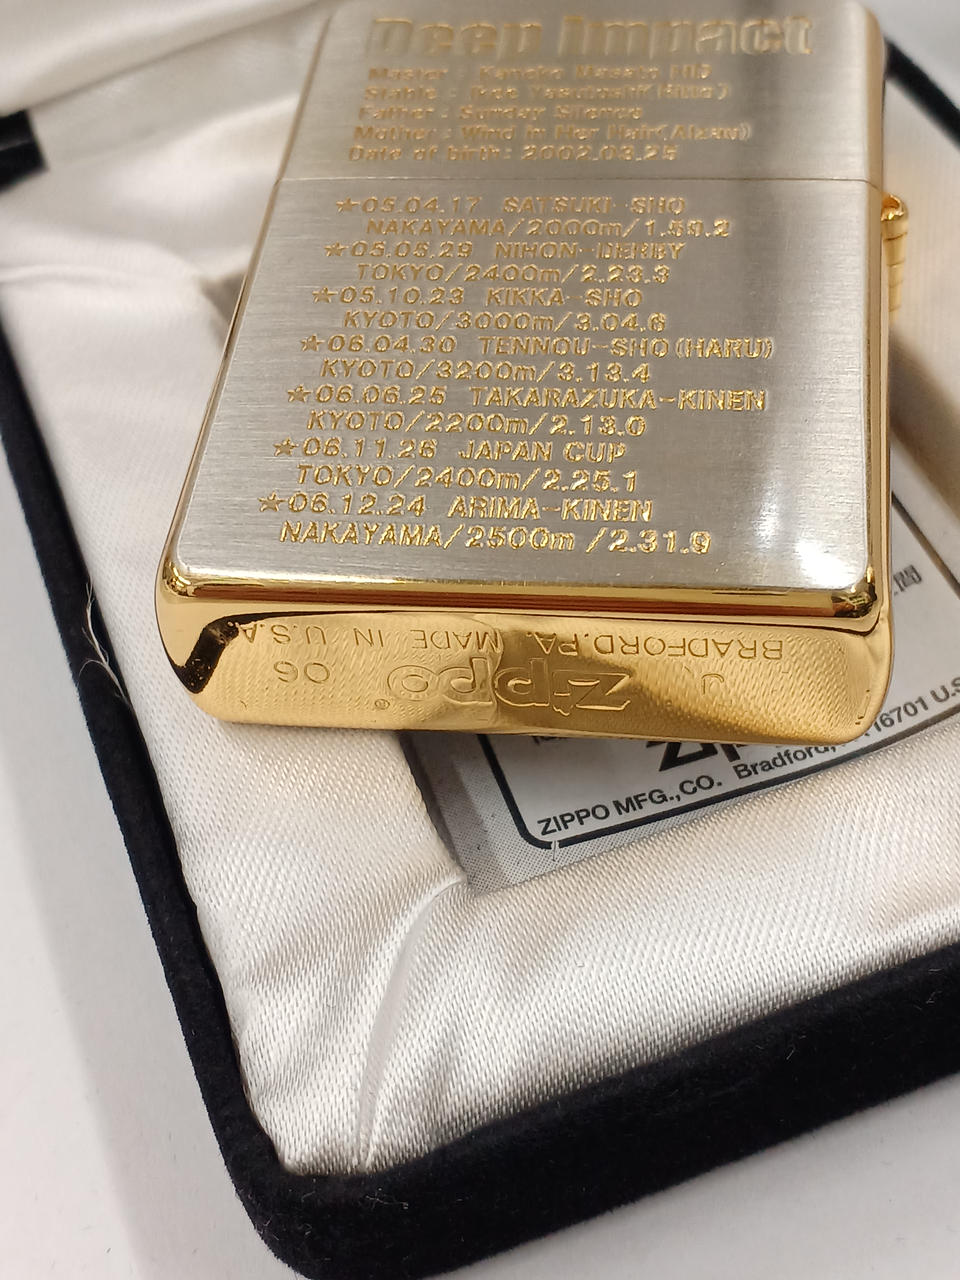 Deep Impact
Master : Kaneko Masato HD
Stable : Ikee Yasutoshi(Ritto)
Father : Sunday Silence
Mother : Wind in Her Hair(Alzao)
Date of birth: 2002.03.25
☆05.04.17 SATSUKI-SHO
NAKAYAMA/2000m/1.59.2
☆05.05.29 NIHON-DERBY
TOKYO/2400m/2.23.3
☆05.10.23 KIKKA-SHO
KYOTO/3000m/3.04.6
☆06.04.30 TENNOU-SHO(HARU)
KYOTO/3200m/3.13.4
☆06.06.25 TAKARAZUKA-KINEN
KYOTO/2200m/2.13.0
☆06.11.26 JAPAN CUP
TOKYO/2400m/2.25.1
☆06.12.24 ARIMA-KINEN
NAKAYAMA/2500m /2.31.9
BRADFORD.PA. MADE IN U.S.A.
J Zippo® 06
ZIPPO MFG.,CO. Bradford, 16701 U.S